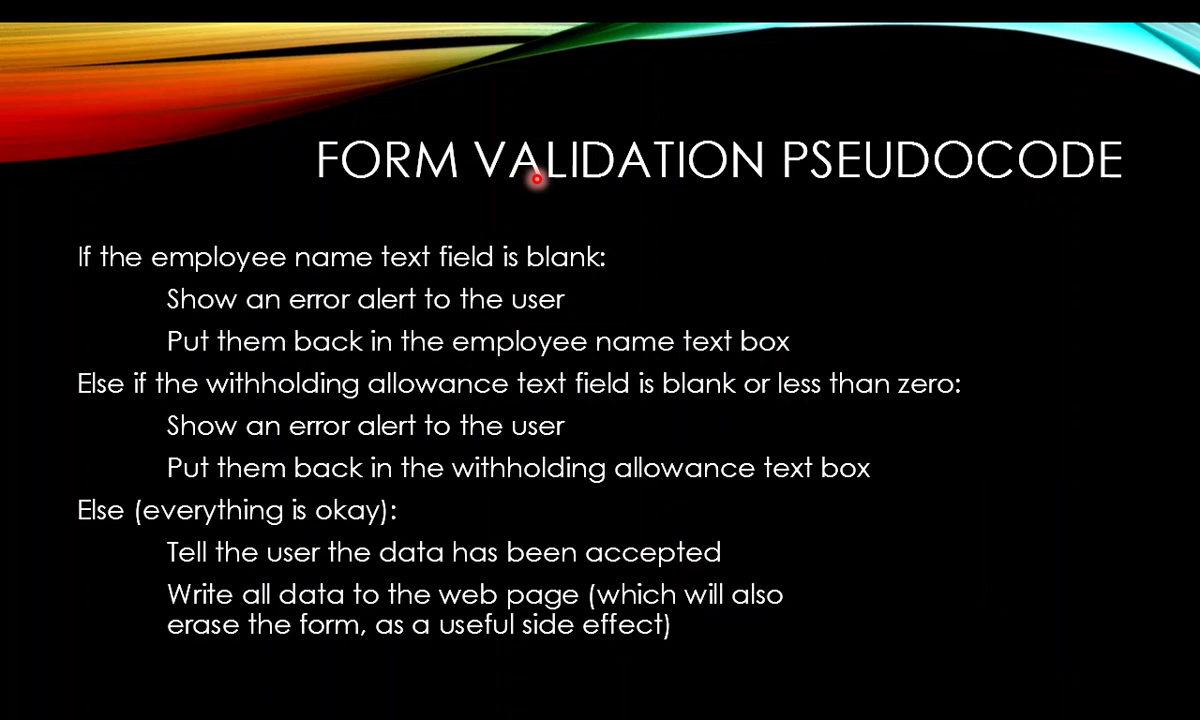 FORM VALIDATION PSEUDOCODE
If the employee name text field is blank:
Show an error alert to the user
Put them back in the employee name text box
Else if the withholding allowance text field is blank or less than zero:
Show an error alert to the user
Put them back in the withholding allowance text box
Else (everything is okay):
Tell the user the data has been accepted
Write all data to the web page (which will also
erase the form, as a useful side effect)